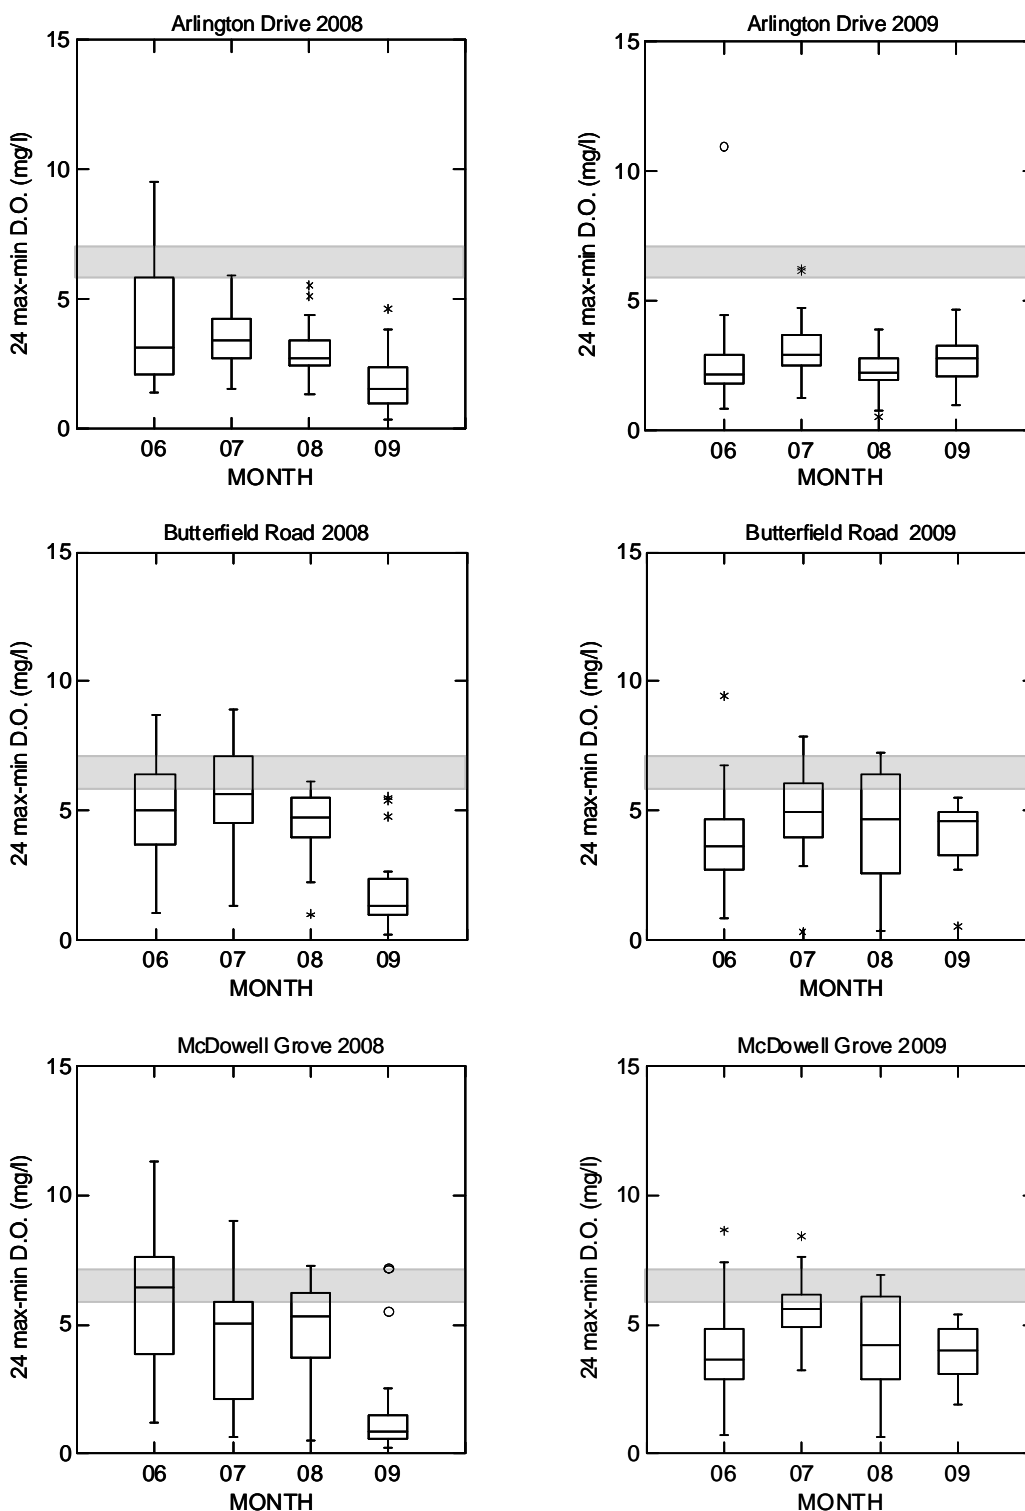 Arlington Drive 2008
15
10
5
0
24 max-min D.O. (mg/l)
06 07 08 09
MONTH
Arlington Drive 2009
15
10
5
0
24 max-min D.O. (mg/l)
06 07 08 09
MONTH
Butterfield Road 2008
15
10
5
0
24 max-min D.O. (mg/l)
06 07 08 09
MONTH
Butterfield Road 2009
15
10
5
0
24 max-min D.O. (mg/l)
06 07 08 09
MONTH
McDowell Grove 2008
15
10
5
0
24 max-min D.O. (mg/l)
06 07 08 09
MONTH
McDowell Grove 2009
15
10
5
0
24 max-min D.O. (mg/l)
06 07 08 09
MONTH